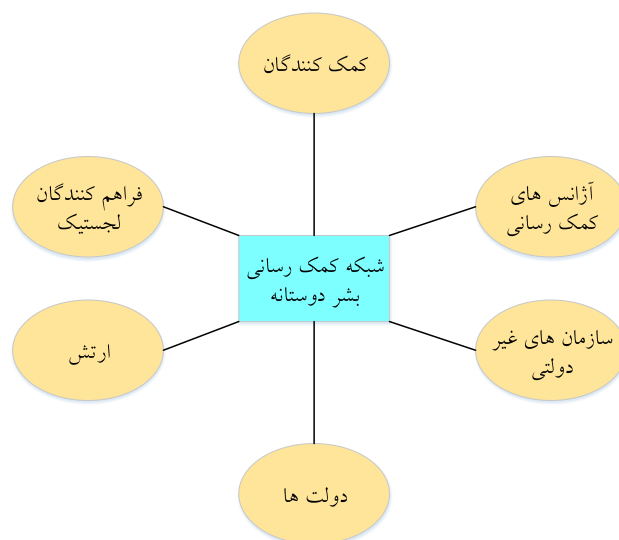 کمک کنندگان
آژانس های
کمک رسانی
فراهم کنندگان
لجستیک
شبکه کمک رسانی
بشر دوستانه
سازمان های غیر
دولتی
ارتش
دولت ها